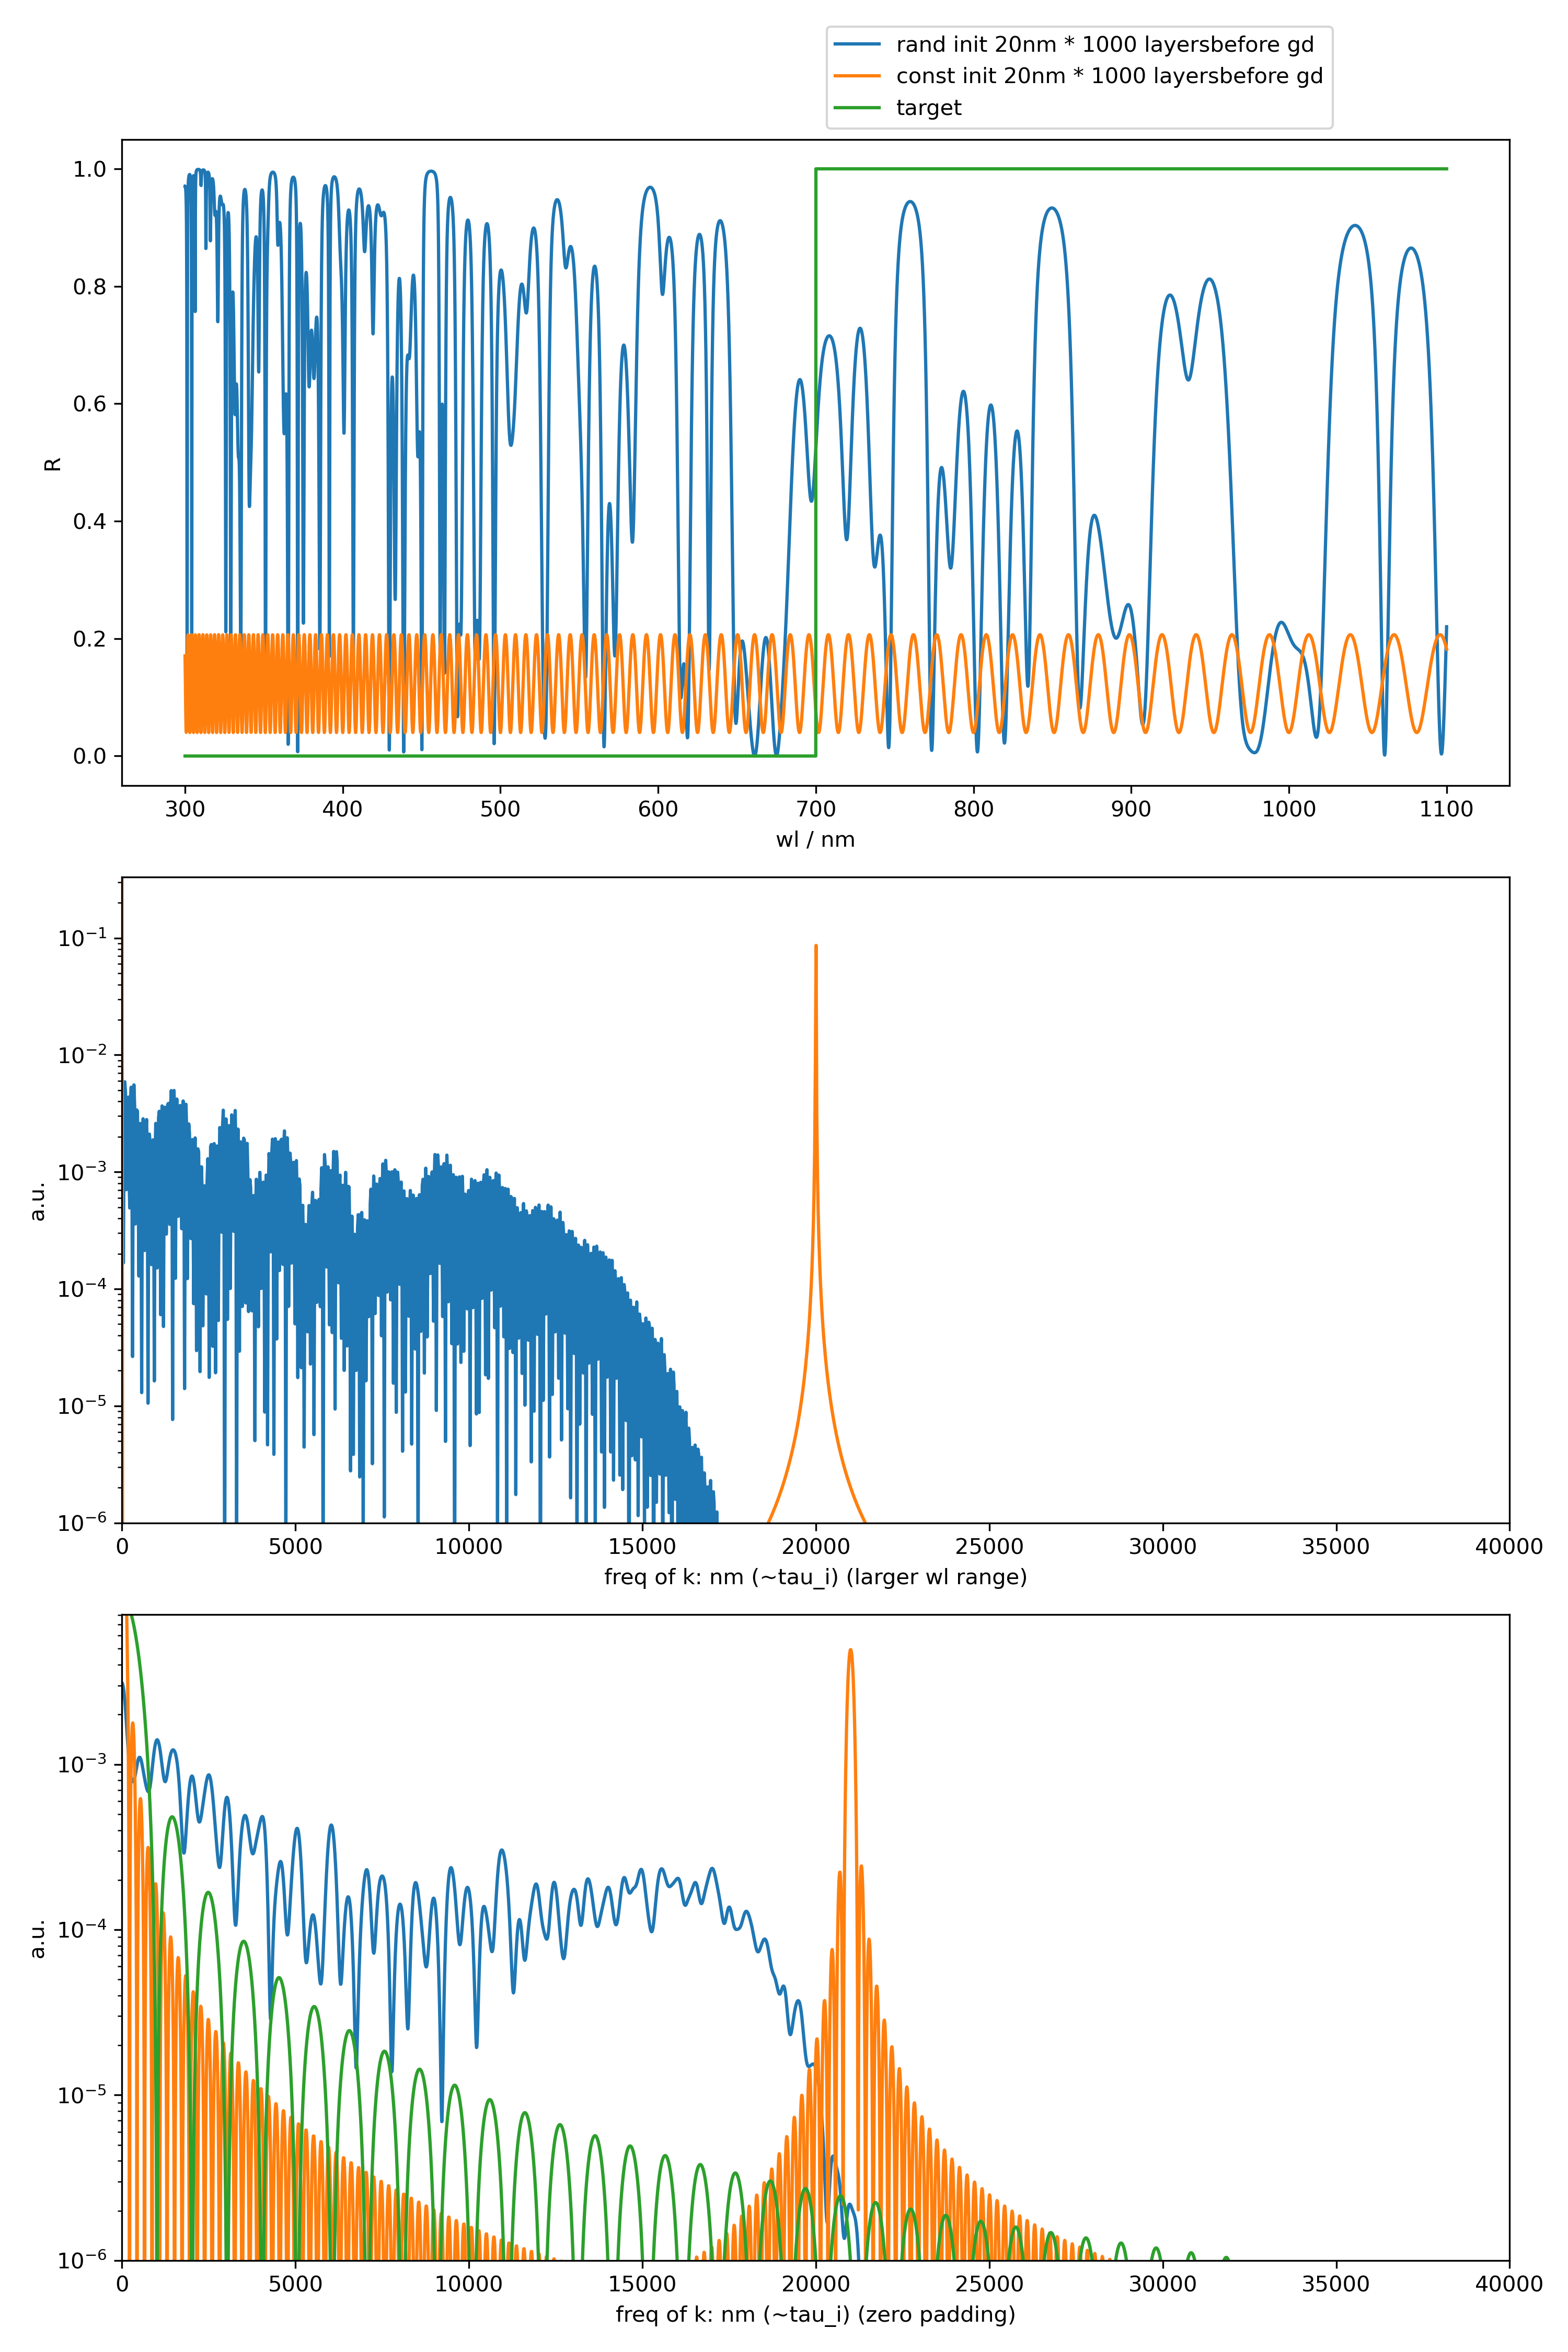 rand init 20nm * 1000 layersbefore gd
const init 20nm * 1000 layersbefore gd
target
1.0
0.8
0.6
0.4
0.2
0.0
R
300 400 500 600 700 800 900 1000 1100
wl / nm
10⁻¹
10⁻²
10⁻³
10⁻⁴
10⁻⁵
10⁻⁶
a.u.
0 5000 10000 15000 20000 25000 30000 35000 40000
freq of k: nm (~tau_i) (larger wl range)
10⁻³
10⁻⁴
10⁻⁵
10⁻⁶
a.u.
0 5000 10000 15000 20000 25000 30000 35000 40000
freq of k: nm (~tau_i) (zero padding)